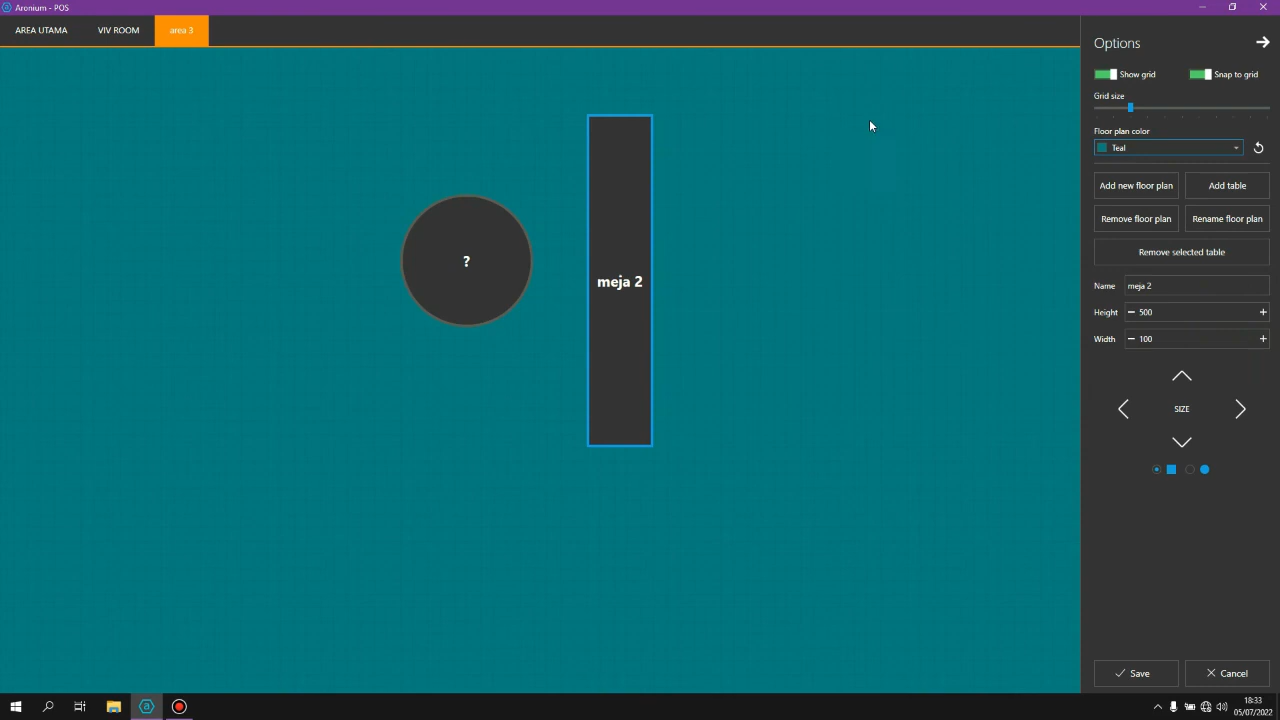 Aronium - POS
AREA UTAMA
VIV ROOM
area 3
?
meja 2
Options
Show grid
Snap to grid
Grid size
Floor plan color
Teal
Add new floor plan
Add table
Remove floor plan
Rename floor plan
Remove selected table
Name
meja 2
Height
500
Width
100
SIZE
Save
Cancel
18:33
05/07/2022